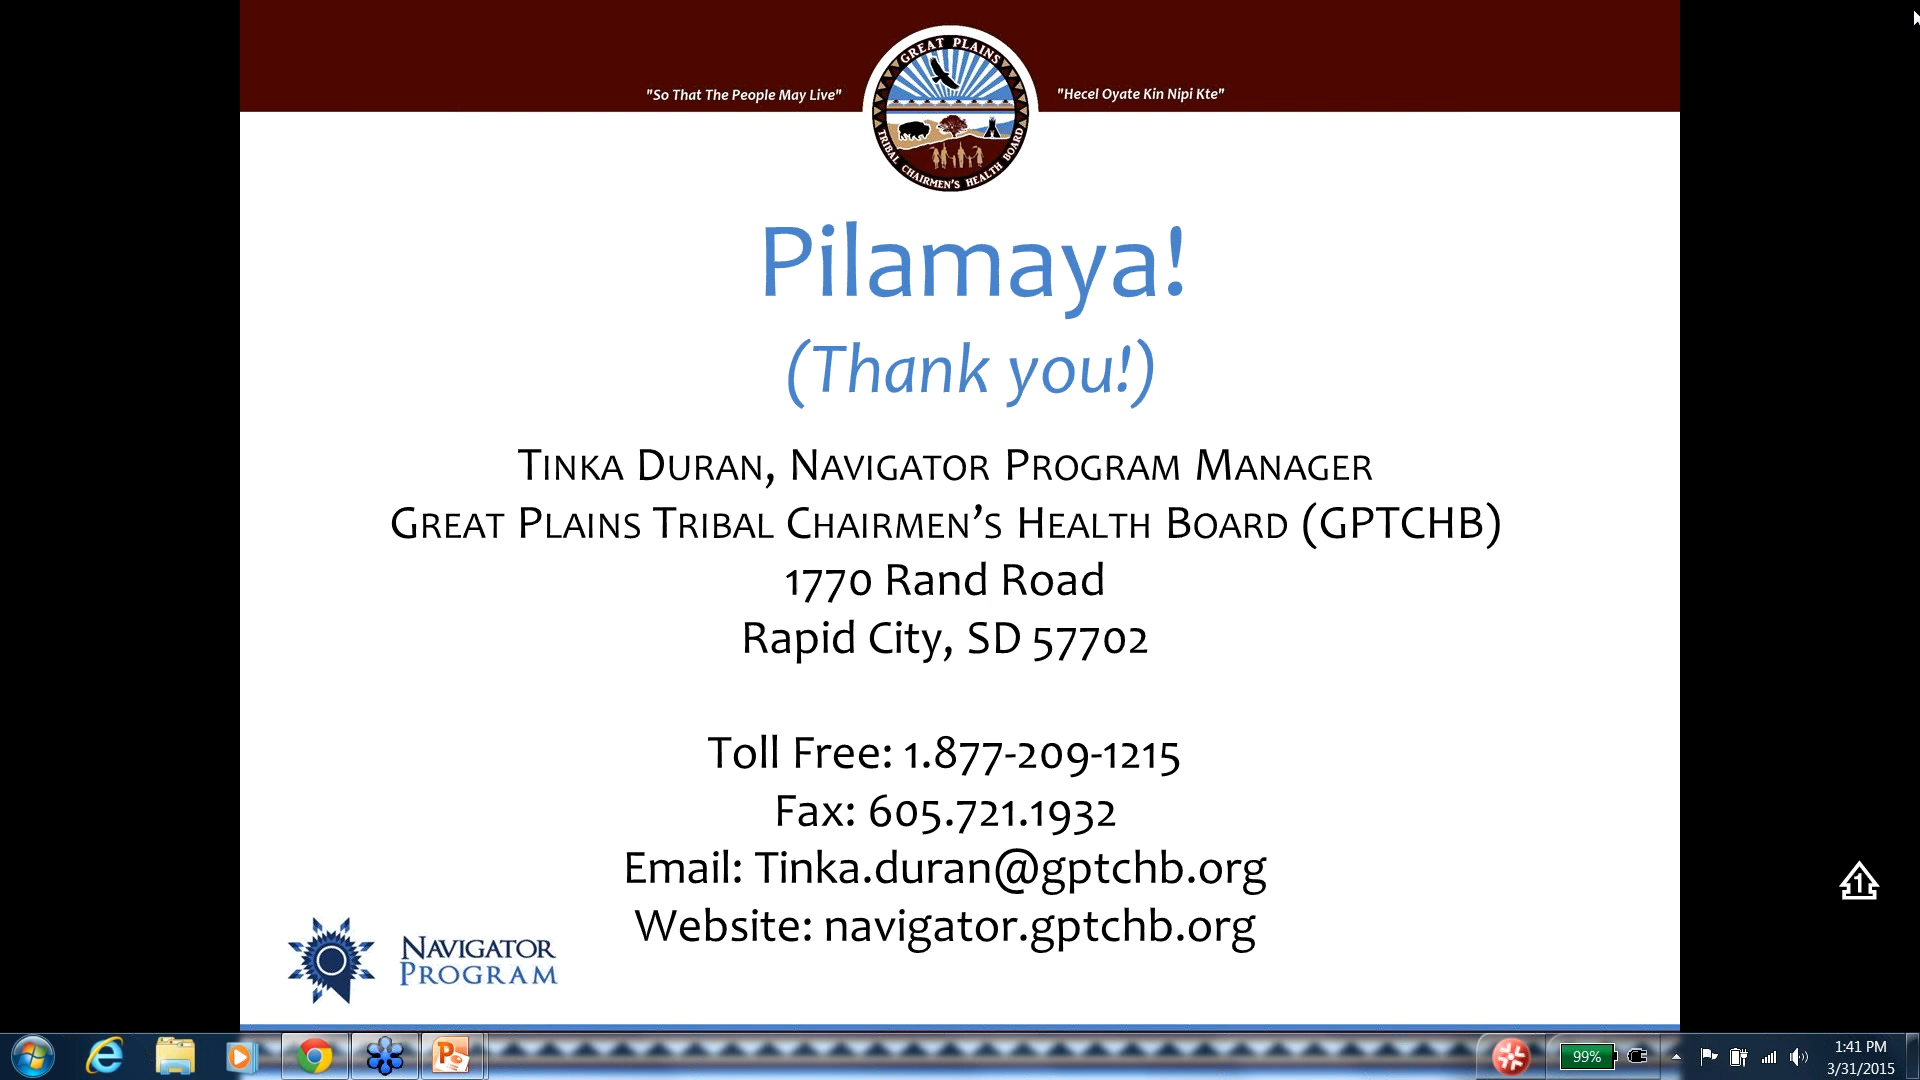 "So That The People May Live"
"Hecel Oyate Kin Nipi Kte"
GREAT PLAINS
TRIBAL CHAIRMEN'S HEALTH BOARD
Pilamaya!
(Thank you!)
TINKA DURAN, NAVIGATOR PROGRAM MANAGER
GREAT PLAINS TRIBAL CHAIRMEN’S HEALTH BOARD (GPTCHB)
1770 Rand Road
Rapid City, SD 57702
Toll Free: 1.877-209-1215
Fax: 605.721.1932
Email: Tinka.duran@gptchb.org
Website: navigator.gptchb.org
NAVIGATOR
PROGRAM
1
99%
1:41 PM
3/31/2015